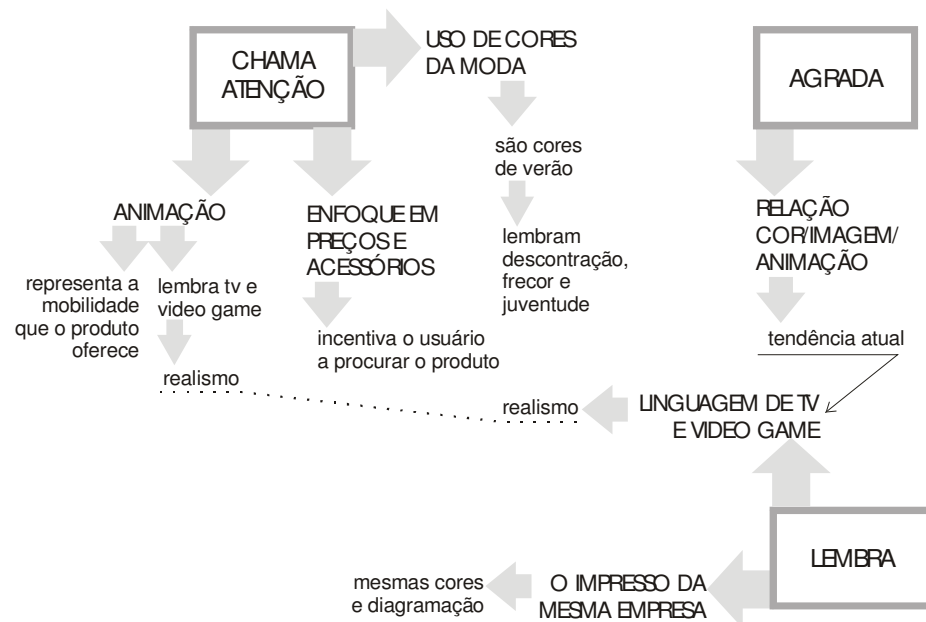 CHAMA
ATENÇÃO
USO DE CORES
DA MODA
são cores
de verão
lembram
descontração,
frecor e
juventude
ANIMAÇÃO
representa a
mobilidade
que o produto
oferece
lembra tv e
video game
realismo
ENFOQUE EM
PREÇOS E
ACESSÓRIOS
incentiva o usuário
a procurar o produto
AGRADA
RELAÇÃO
COR/IMAGEM/
ANIMAÇÃO
tendência atual
LINGUAGEM DE TV
E VIDEO GAME
realismo
LEMBRA
O IMPRESSO DA
MESMA EMPRESA
mesmas cores
e diagramação